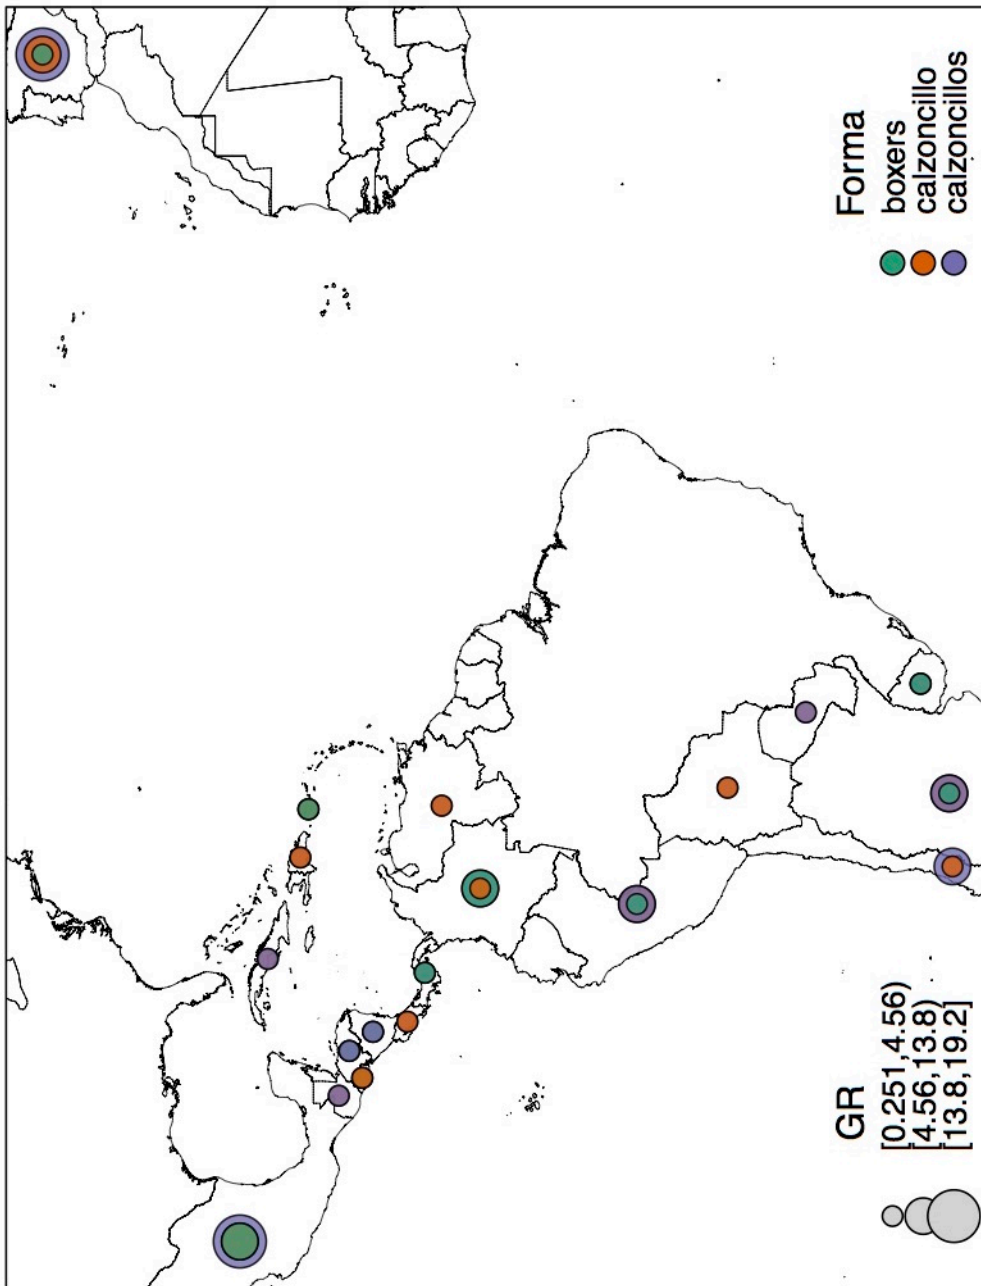 GR
[0.251,4.56)
[4.56,13.8)
[13.8,19.2]
Forma
boxers
calzoncillo
calzoncillos